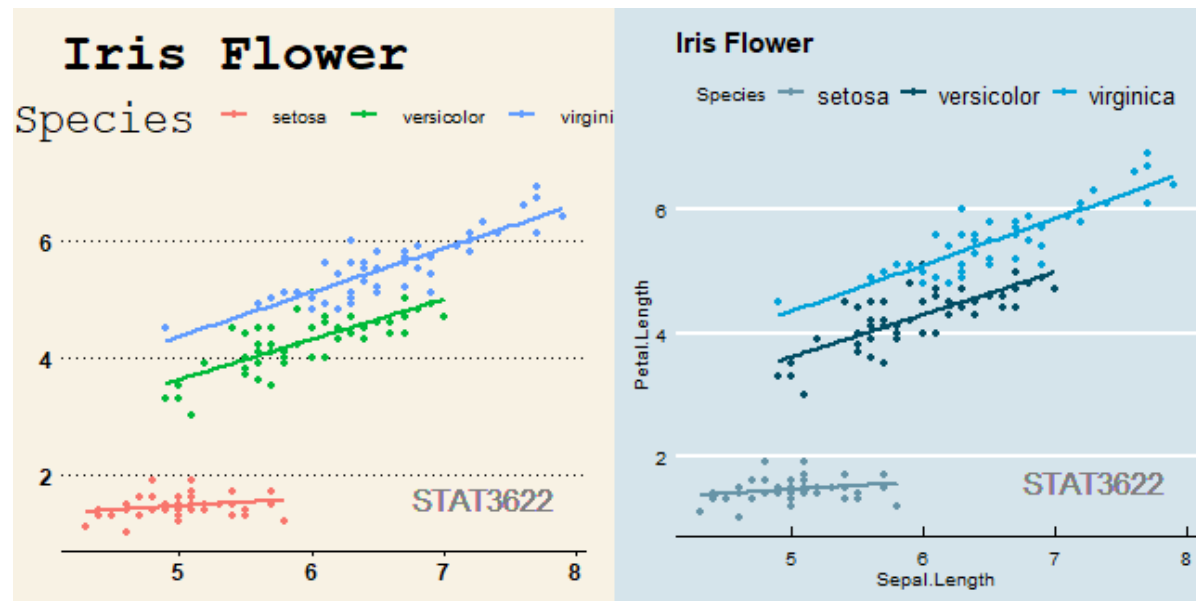 Iris Flower
Species setosa versicolor virgini
6
4
2
STAT3622
5 6 7 8
Iris Flower
Species setosa versicolor virginica
6
4
2
Petal.Length
STAT3622
5 6 7 8
Sepal.Length